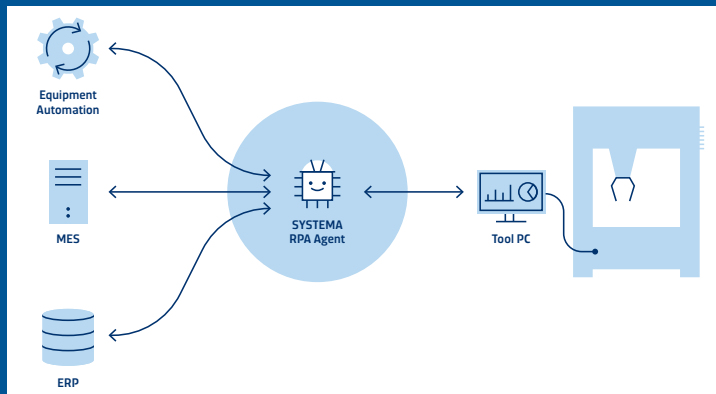 Equipment
Automation
MES
ERP
SYSTEMA
RPA Agent
Tool PC